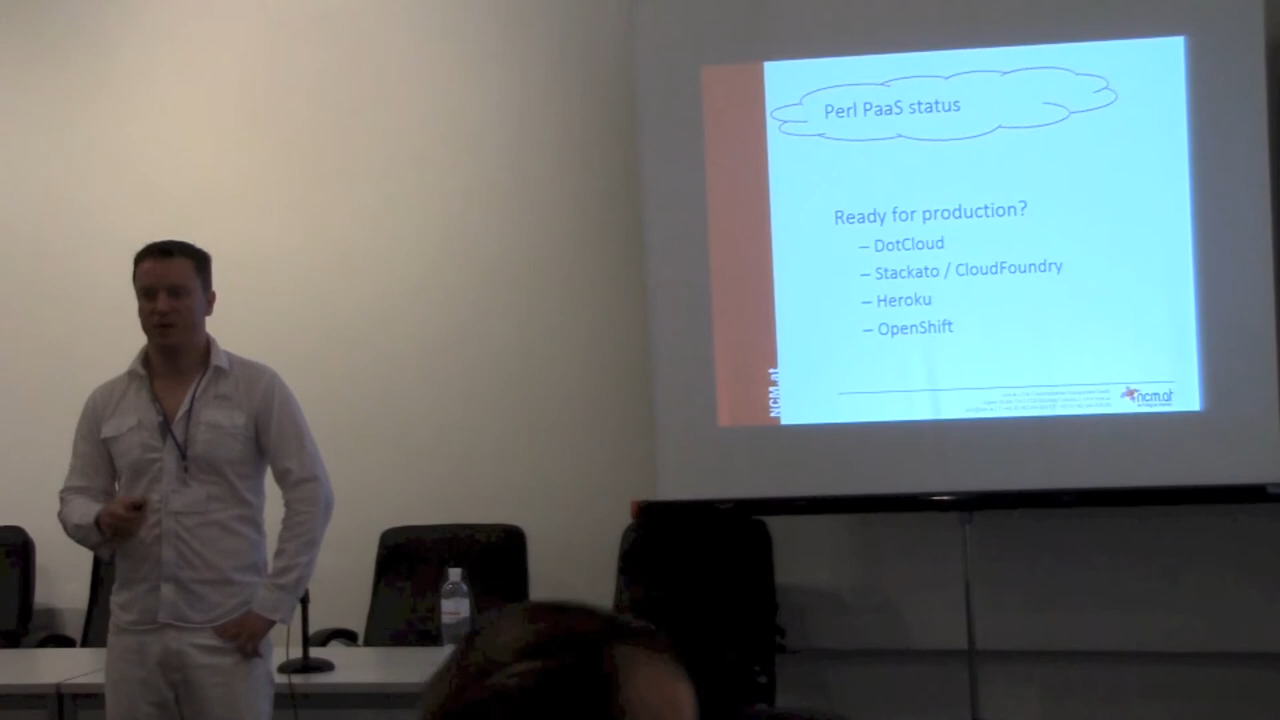 Perl PaaS status
Ready for production?
– DotCloud
– Stackato / CloudFoundry
– Heroku
– OpenShift
NCM.at
ncm.at